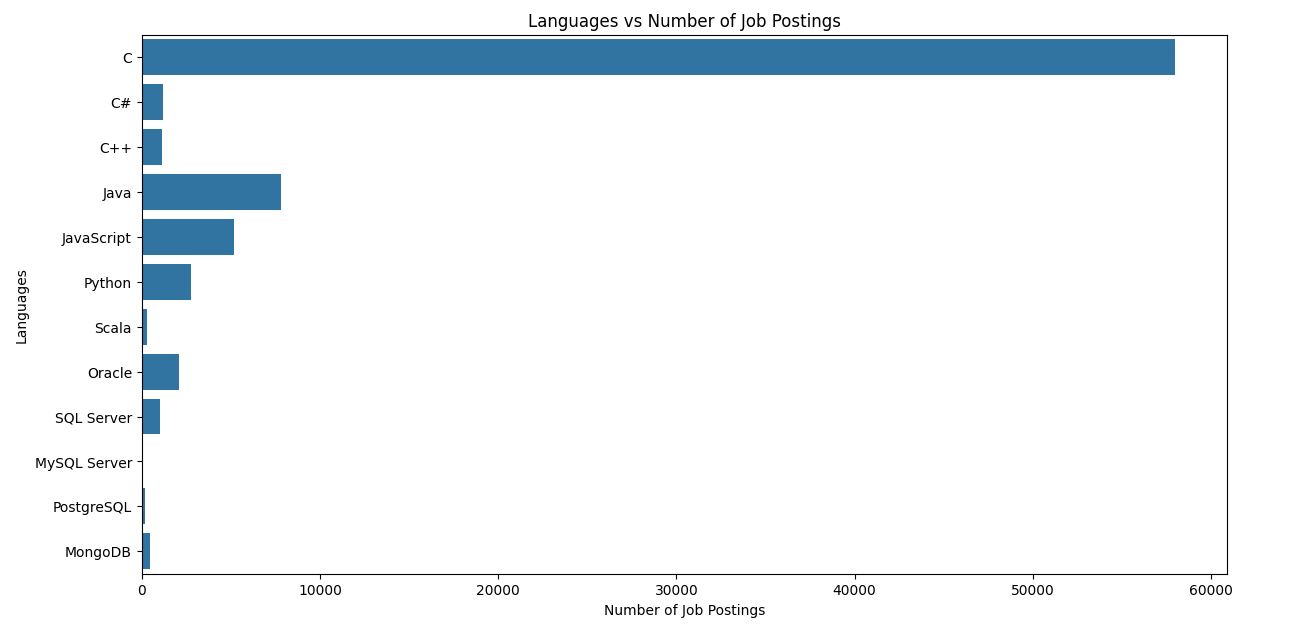 Languages vs Number of Job Postings
Languages
C
C#
C++
Java
JavaScript
Python
Scala
Oracle
SQL Server
MySQL Server
PostgreSQL
MongoDB
0 10000 20000 30000 40000 50000 60000
Number of Job Postings